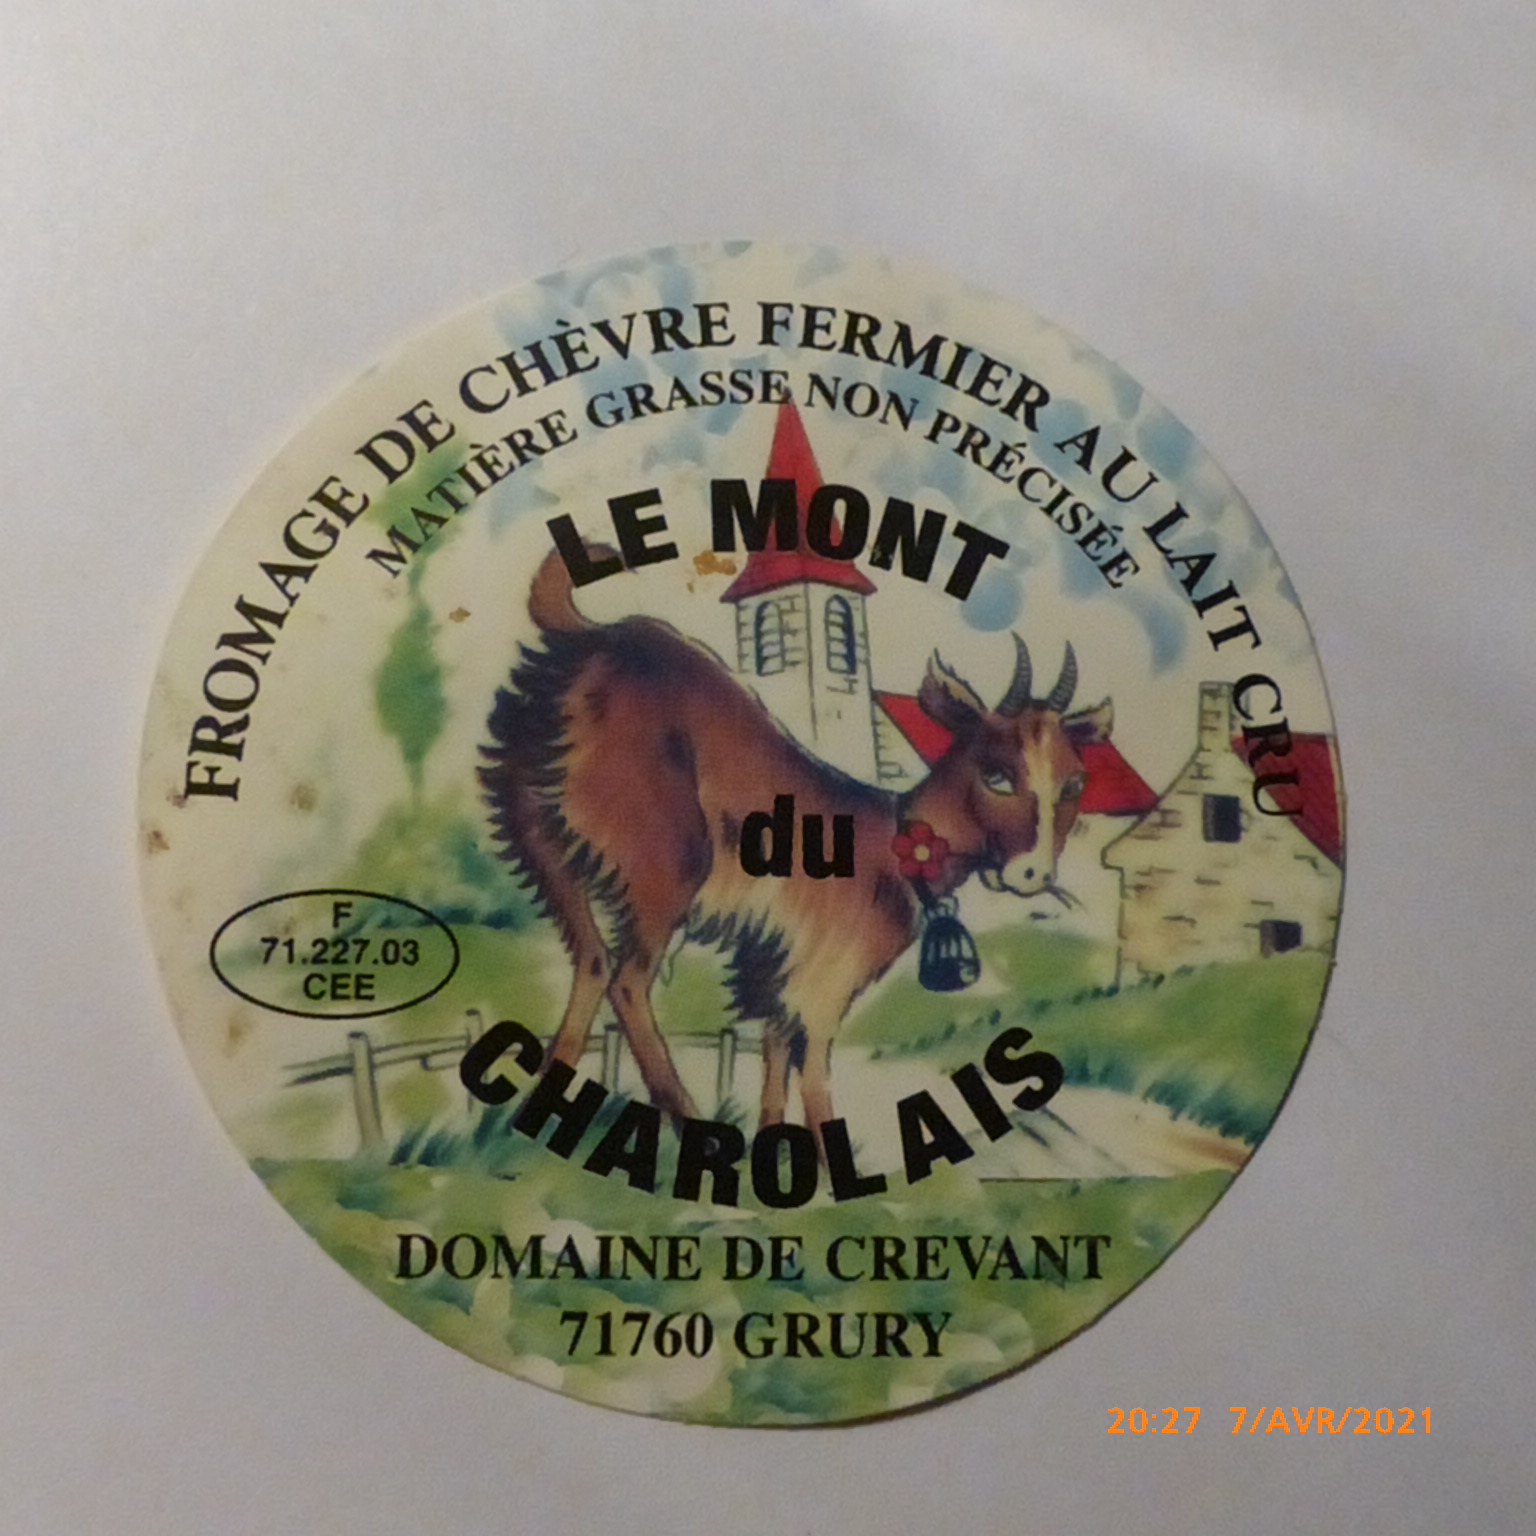 FROMAGE DE CHÈVRE FERMIER AU LAIT CRU
MATIÈRE GRASSE NON PRÉCISÉE
LE MONT
du
CHAROLAIS
F
71.227.03
CEE
DOMAINE DE CREVANT
71760 GRURY
20:27 7/AVR/2021